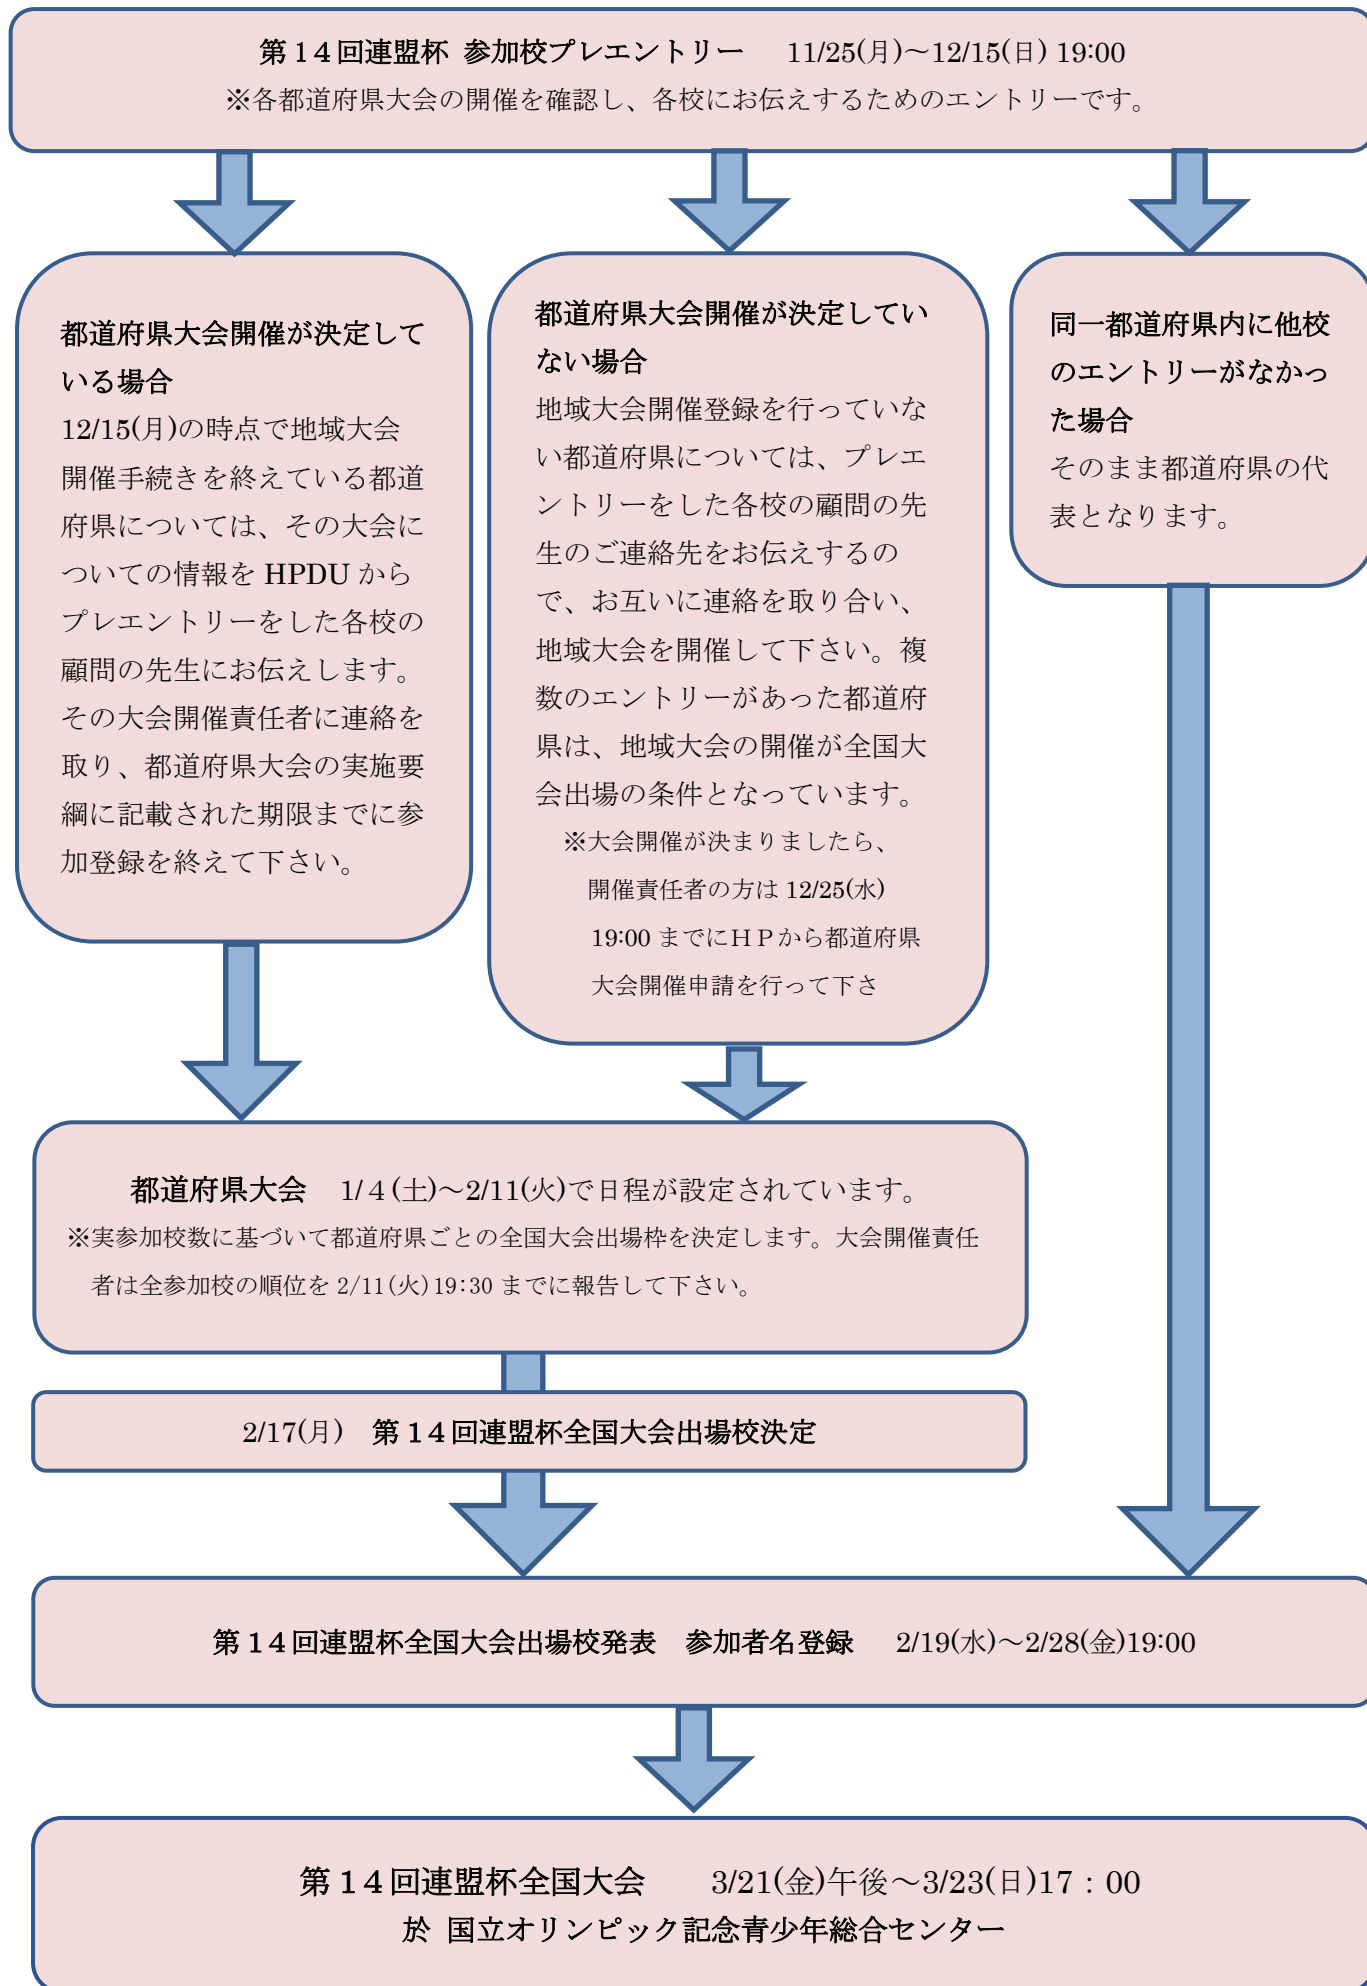 第14回連盟杯 参加校プレエントリー 11/25(月)～12/15(日) 19:00
※各都道府県大会の開催を確認し、各校にお伝えするためのエントリーです。
都道府県大会開催が決定して
いる場合
12/15(月)の時点で地域大会
開催手続きを終えている都道
府県については、その大会に
ついての情報を HPDU から
プレエントリーをした各校の
顧問の先生にお伝えします。
その大会開催責任者に連絡を
取り、都道府県大会の実施要
綱に記載された期限までに参
加登録を終えて下さい。
都道府県大会開催が決定してい
ない場合
地域大会開催登録を行っていな
い都道府県については、プレエ
ントリーをした各校の顧問の先
生のご連絡先をお伝えするの
で、お互いに連絡を取り合い、
地域大会を開催して下さい。複
数のエントリーがあった都道府
県は、地域大会の開催が全国大
会出場の条件となっています。
※大会開催が決まりましたら、
開催責任者の方は 12/25(水)
19:00 までにＨＰから都道府県
大会開催申請を行って下さ
同一都道府県内に他校
のエントリーがなかっ
た場合
そのまま都道府県の代
表となります。
都道府県大会 1/４(土)～2/11(火)で日程が設定されています。
※実参加校数に基づいて都道府県ごとの全国大会出場枠を決定します。大会開催責任
者は全参加校の順位を 2/11(火)19:30 までに報告して下さい。
2/17(月) 第14回連盟杯全国大会出場校決定
第14回連盟杯全国大会出場校発表 参加者名登録 2/19(水)～2/28(金)19:00
第14回連盟杯全国大会 3/21(金)午後～3/23(日)17：00
於 国立オリンピック記念青少年総合センター